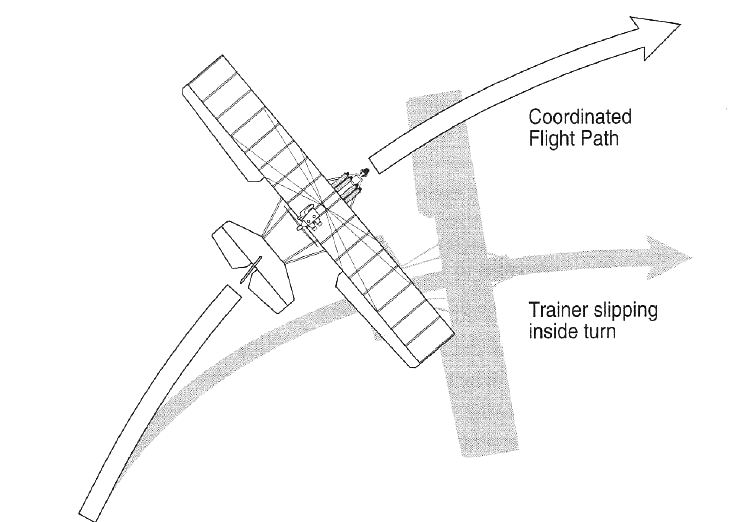 Coordinated
Flight Path
Trainer slipping
inside turn